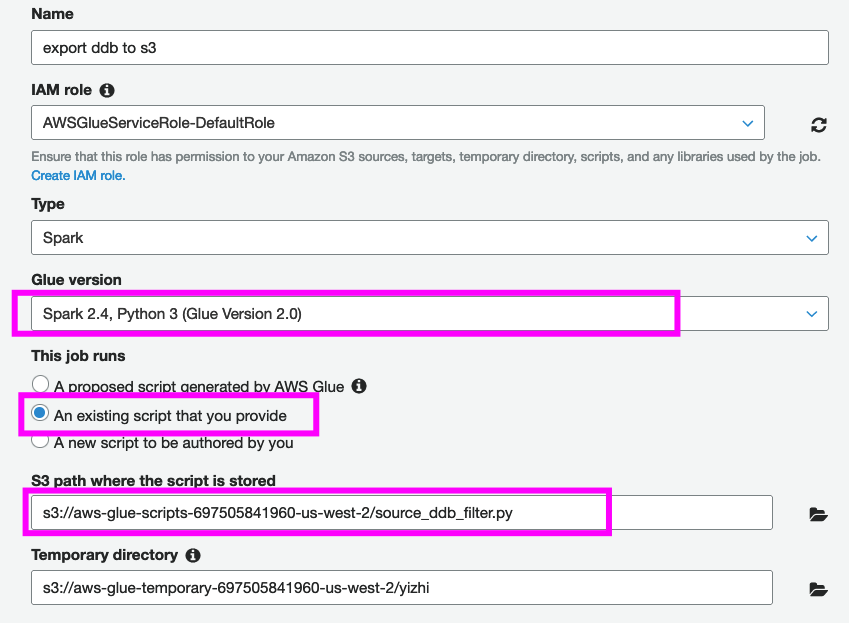 Name
export ddb to s3
IAM role
AWSGlueServiceRole-DefaultRole
Ensure that this role has permission to your Amazon S3 sources, targets, temporary directory, scripts, and any libraries used by the job.
Create IAM role.
Type
Spark
Glue version
Spark 2.4, Python 3 (Glue Version 2.0)
This job runs
A proposed script generated by AWS Glue
An existing script that you provide
A new script to be authored by you
S3 path where the script is stored
s3://aws-glue-scripts-697505841960-us-west-2/source_ddb_filter.py
Temporary directory
s3://aws-glue-temporary-697505841960-us-west-2/yizhi